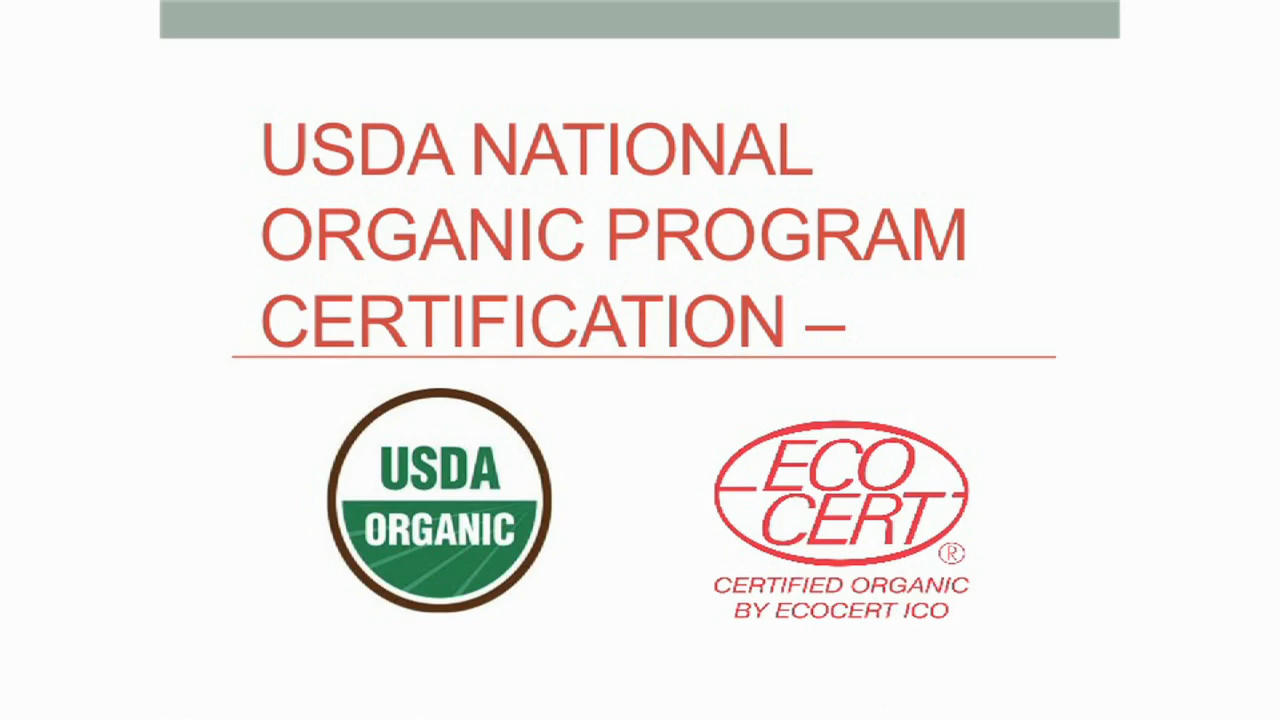 USDA NATIONAL
ORGANIC PROGRAM
CERTIFICATION –
USDA
ORGANIC
ECO
CERT
®
CERTIFIED ORGANIC
BY ECOCERT ICO